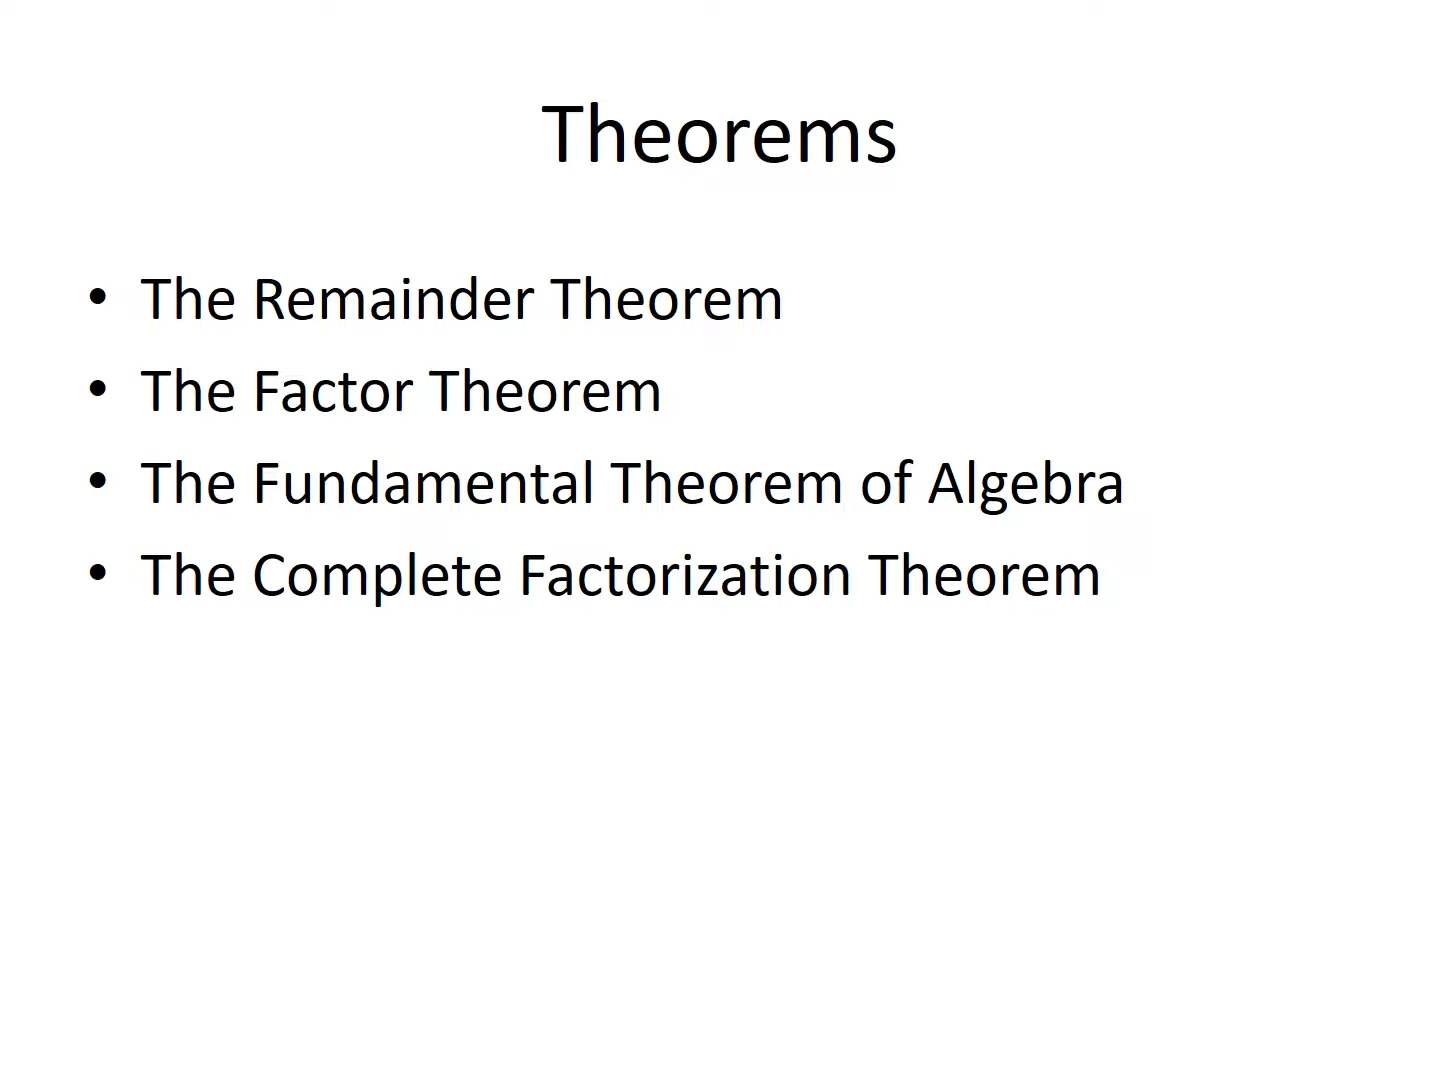 Theorems
• The Remainder Theorem
• The Factor Theorem
• The Fundamental Theorem of Algebra
• The Complete Factorization Theorem